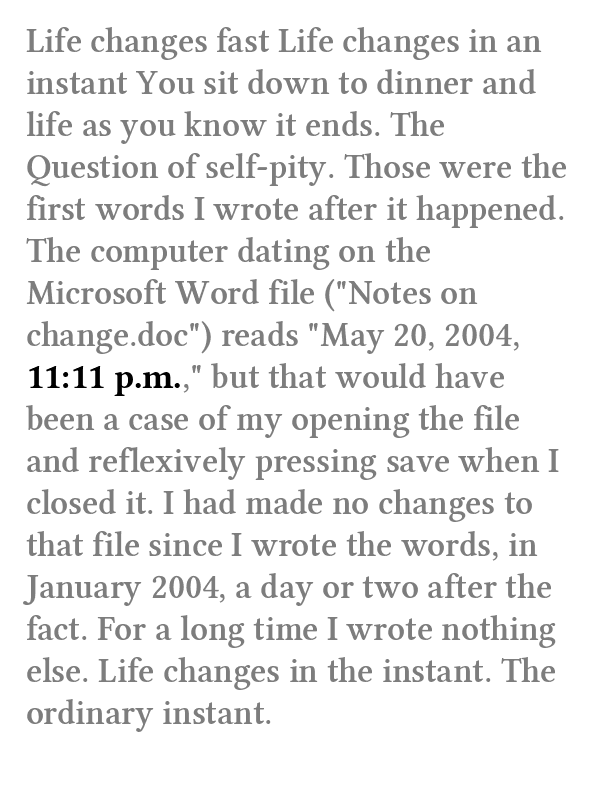 Life changes fast Life changes in an
instant You sit down to dinner and
life as you know it ends. The
Question of self-pity. Those were the
first words I wrote after it happened.
The computer dating on the
Microsoft Word file ("Notes on
change.doc") reads "May 20, 2004,
11:11 p.m.," but that would have
been a case of my opening the file
and reflexively pressing save when I
closed it. I had made no changes to
that file since I wrote the words, in
January 2004, a day or two after the
fact. For a long time I wrote nothing
else. Life changes in the instant. The
ordinary instant.